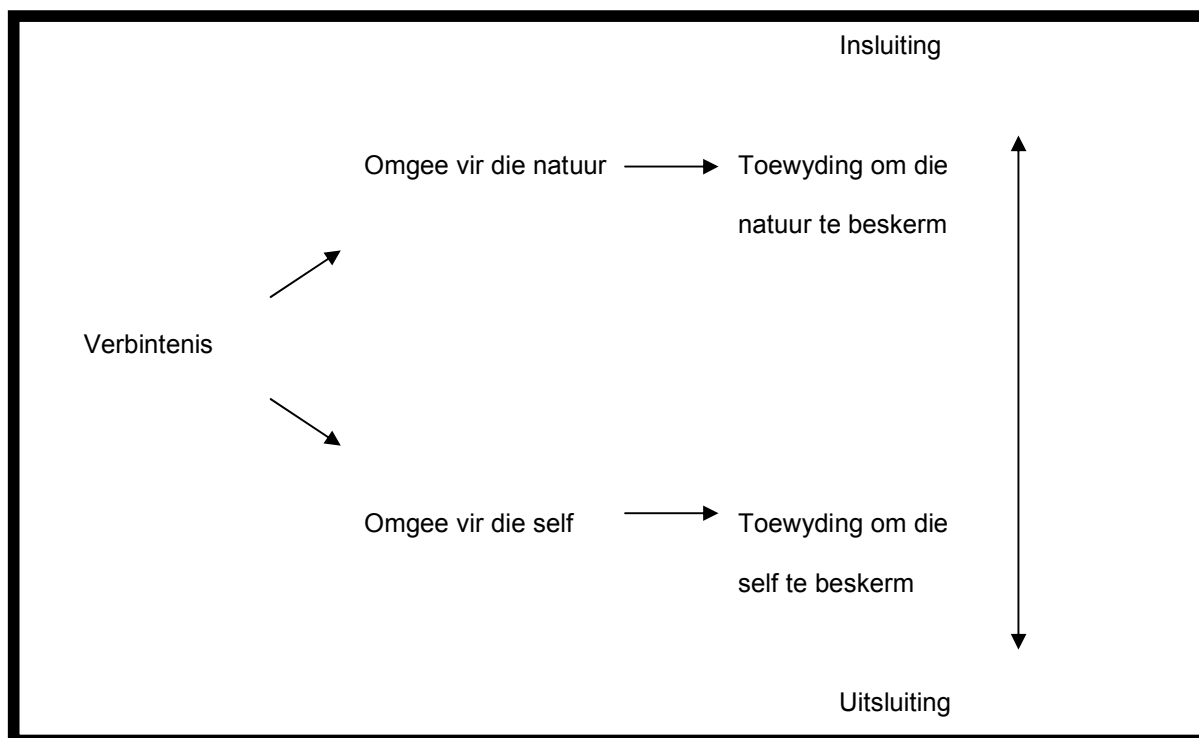 Insluiting
Omgee vir die natuur
Toewyding om die
natuur te beskerm
Verbintenis
Omgee vir die self
Toewyding om die
self te beskerm
Uitsluiting